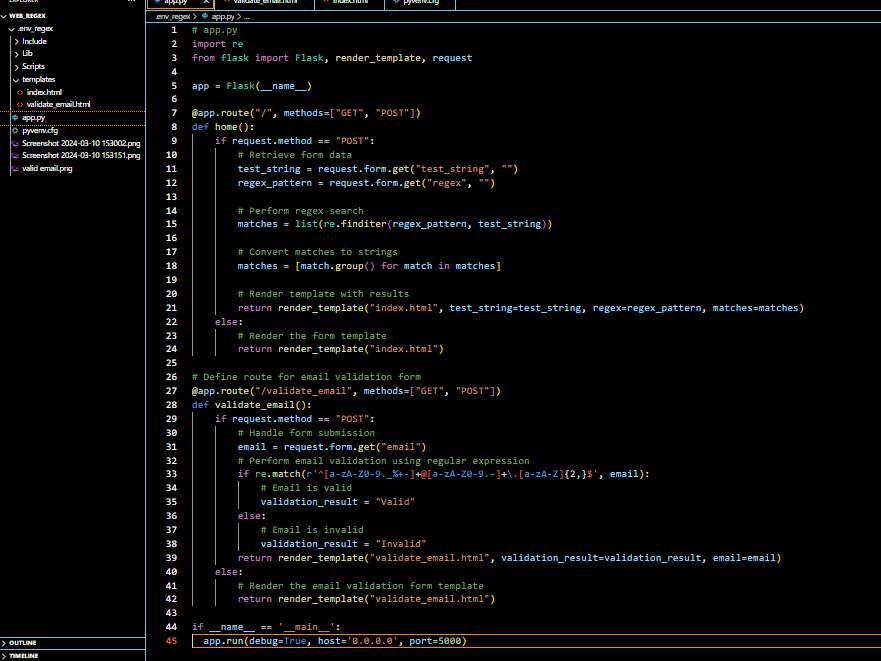 EXPLORER
WEB_REGEX
.env_regex
Include
Lib
Scripts
templates
index.html
validate_email.html
app.py
pyvenv.cfg
Screenshot 2024-03-10 153002.png
Screenshot 2024-03-10 153151.png
valid email.png
OUTLINE
TIMELINE
app.py validate_email.html index.html pyvenv.cfg
.env_regex > app.py > ...
1 # app.py
2 import re
3 from flask import Flask, render_template, request
4
5 app = Flask(__name__)
6
7 @app.route("/", methods=["GET", "POST"])
8 def home():
9 if request.method == "POST":
10 # Retrieve form data
11 test_string = request.form.get("test_string", "")
12 regex_pattern = request.form.get("regex", "")
13
14 # Perform regex search
15 matches = list(re.finditer(regex_pattern, test_string))
16
17 # Convert matches to strings
18 matches = [match.group() for match in matches]
19
20 # Render template with results
21 return render_template("index.html", test_string=test_string, regex=regex_pattern, matches=matches)
22 else:
23 # Render the form template
24 return render_template("index.html")
25
26 # Define route for email validation form
27 @app.route("/validate_email", methods=["GET", "POST"])
28 def validate_email():
29 if request.method == "POST":
30 # Handle form submission
31 email = request.form.get("email")
32 # Perform email validation using regular expression
33 if re.match(r'^[a-zA-Z0-9._%+-]+@[a-zA-Z0-9.-]+\.[a-zA-Z]{2,}$', email):
34 # Email is valid
35 validation_result = "Valid"
36 else:
37 # Email is invalid
38 validation_result = "Invalid"
39 return render_template("validate_email.html", validation_result=validation_result, email=email)
40 else:
41 # Render the email validation form template
42 return render_template("validate_email.html")
43
44 if __name__ == '__main__':
45 app.run(debug=True, host='0.0.0.0', port=5000)